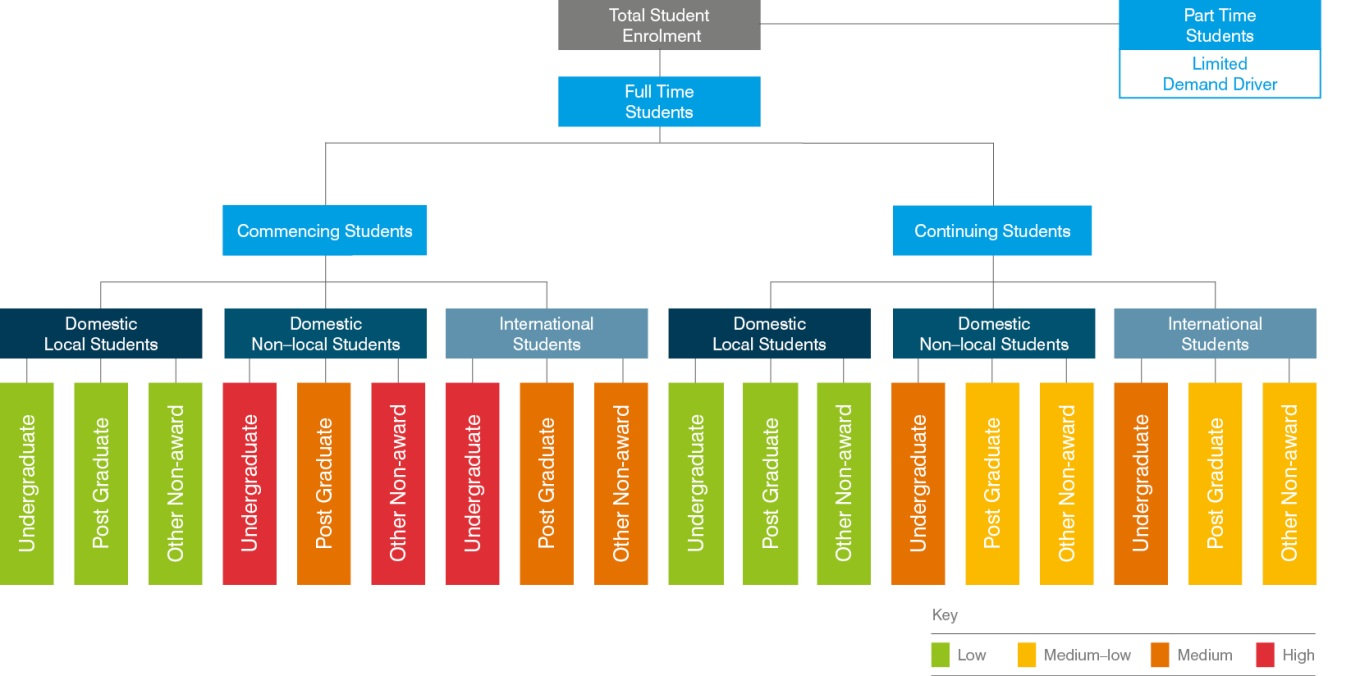 Total Student
Enrolment
Part Time
Students
Limited
Demand Driver
Full Time
Students
Commencing Students
Continuing Students
Domestic
Local Students
Domestic
Non–local Students
International
Students
Domestic
Local Students
Domestic
Non–local Students
International
Students
Undergraduate
Post Graduate
Other Non-award
Undergraduate
Post Graduate
Other Non-award
Undergraduate
Post Graduate
Other Non-award
Undergraduate
Post Graduate
Other Non-award
Undergraduate
Post Graduate
Other Non-award
Undergraduate
Post Graduate
Other Non-award
Key
Low
Medium–low
Medium
High